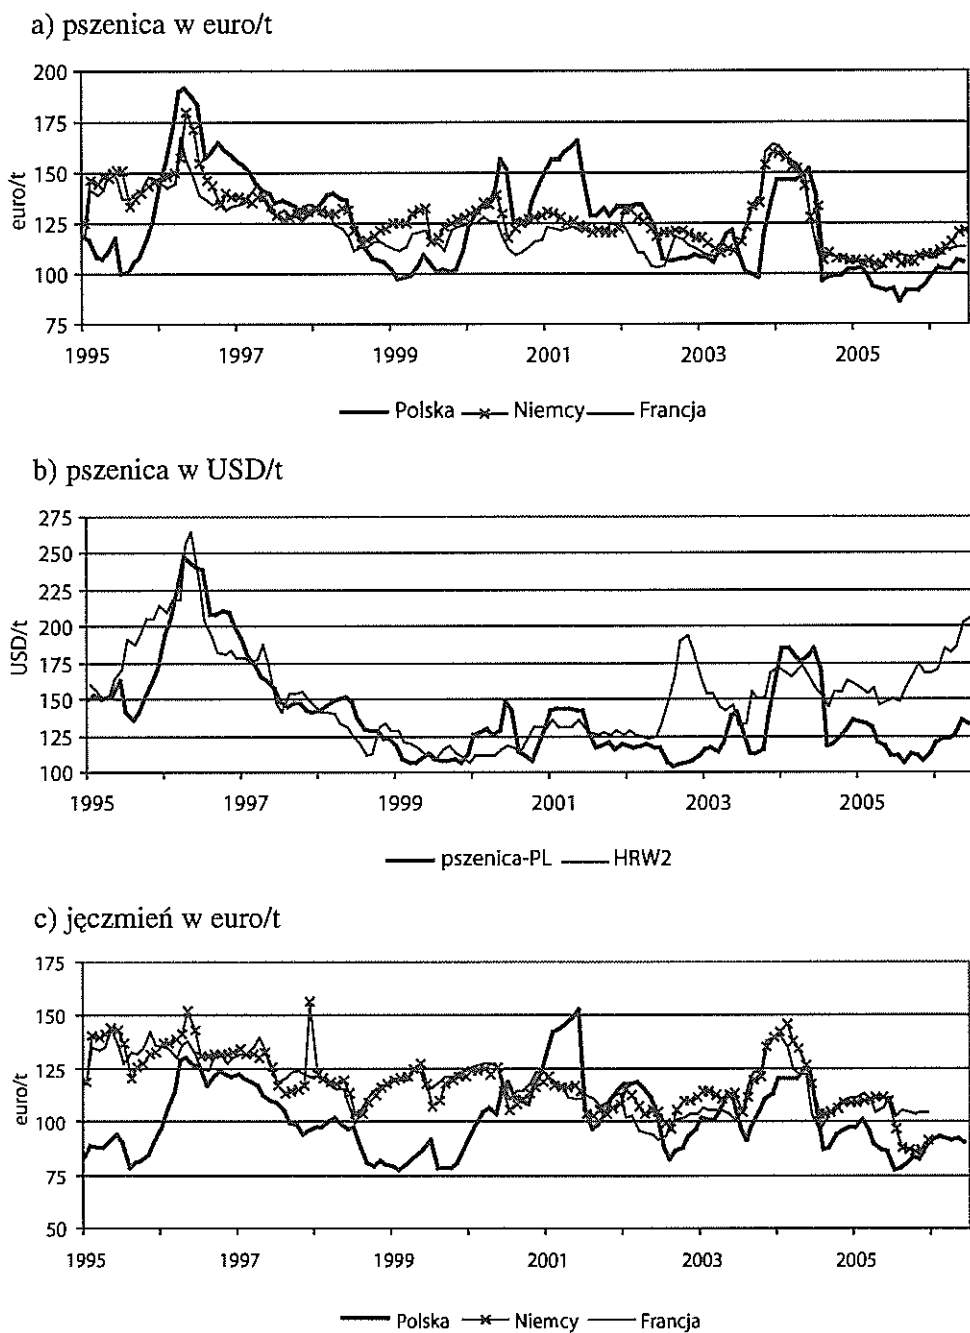 a) pszenica w euro/t
200
175
150
125
100
75
euro/t
1995 1997 1999 2001 2003 2005
Polska Niemcy Francja
b) pszenica w USD/t
275
250
225
200
175
150
125
100
USD/t
1995 1997 1999 2001 2003 2005
pszenica-PL HRW2
c) jęczmień w euro/t
175
150
125
100
75
50
euro/t
1995 1997 1999 2001 2003 2005
Polska Niemcy Francja